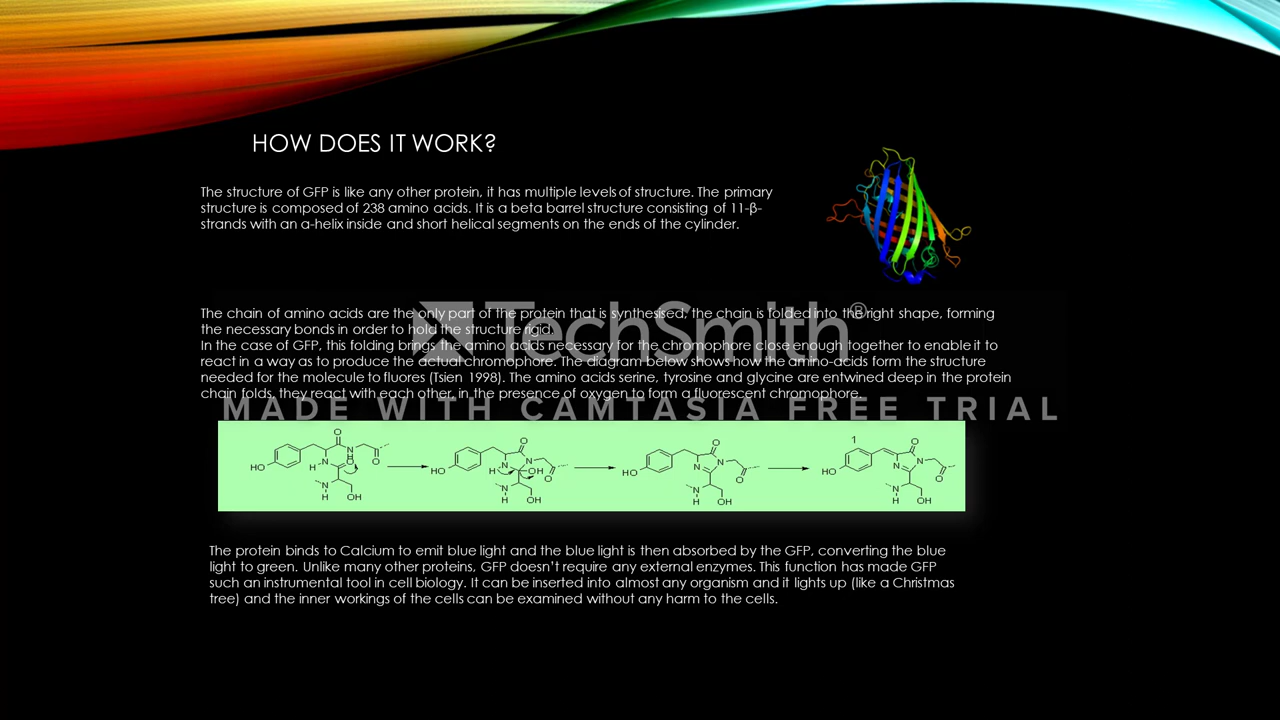 HOW DOES IT WORK?
The structure of GFP is like any other protein, it has multiple levels of structure. The primary
structure is composed of 238 amino acids. It is a beta barrel structure consisting of 11-β-
strands with an α-helix inside and short helical segments on the ends of the cylinder.
The chain of amino acids are the only part of the protein that is synthesised, the chain is folded into the right shape, forming
the necessary bonds in order to hold the structure rigid.
In the case of GFP, this folding brings the amino acids necessary for the chromophore close enough together to enable it to
react in a way as to produce the actual chromophore. The diagram below shows how the amino-acids form the structure
needed for the molecule to fluores (Tsien 1998). The amino acids serine, tyrosine and glycine are entwined deep in the protein
chain folds, they react with each other, in the presence of oxygen to form a fluorescent chromophore.
TechSmith®
MADE WITH CAMTASIA FREE TRIAL
HO O N H O H N O N H OH
HO O N H N OH O N H OH
HO O N N O N H OH
1 HO O N N O N H OH
The protein binds to Calcium to emit blue light and the blue light is then absorbed by the GFP, converting the blue
light to green. Unlike many other proteins, GFP doesn't require any external enzymes. This function has made GFP
such an instrumental tool in cell biology. It can be inserted into almost any organism and it lights up (like a Christmas
tree) and the inner workings of the cells can be examined without any harm to the cells.